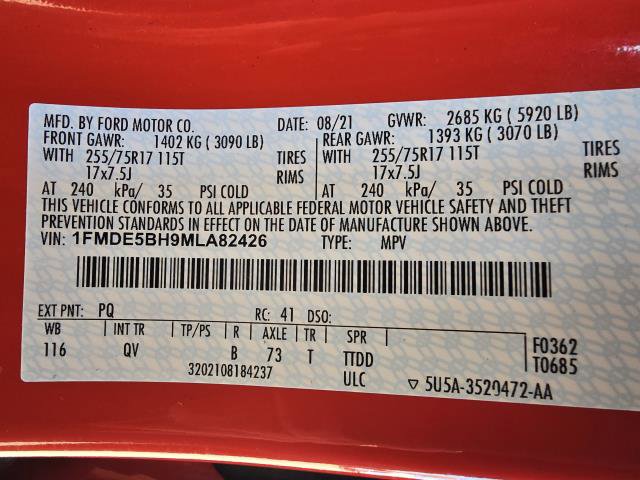 MFD. BY FORD MOTOR CO. DATE: 08/21 GVWR: 2685 KG ( 5920 LB)
FRONT GAWR: 1402 KG ( 3090 LB) REAR GAWR: 1393 KG ( 3070 LB)
WITH 255/75R17 115T TIRES WITH 255/75R17 115T TIRES
17x7.5J RIMS 17x7.5J RIMS
AT 240 kPa/ 35 PSI COLD AT 240 kPa/ 35 PSI COLD
THIS VEHICLE CONFORMS TO ALL APPLICABLE FEDERAL MOTOR VEHICLE SAFETY AND THEFT
PREVENTION STANDARDS IN EFFECT ON THE DATE OF MANUFACTURE SHOWN ABOVE.
VIN: 1FMDE5BH9MLA82426 TYPE: MPV
EXT PNT: PQ RC: 41 DSO:
WB INT TR TP/PS R AXLE TR SPR F0362
116 QV B 73 T TTDD T0685
3202108184237 ULC ▽ 5U5A-3520472-AA